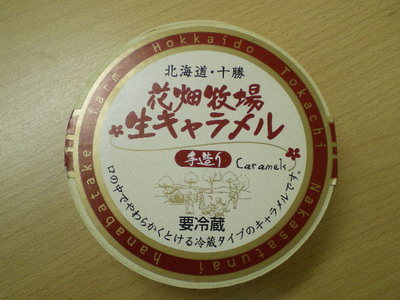 Hokkaido Tokachi Nakasatsunai hanabatake farm
北海道・十勝
花畑牧場
生キャラメル
手造り
Caramels
口の中でやわらかくとける冷蔵タイプのキャラメルです。
要冷蔵